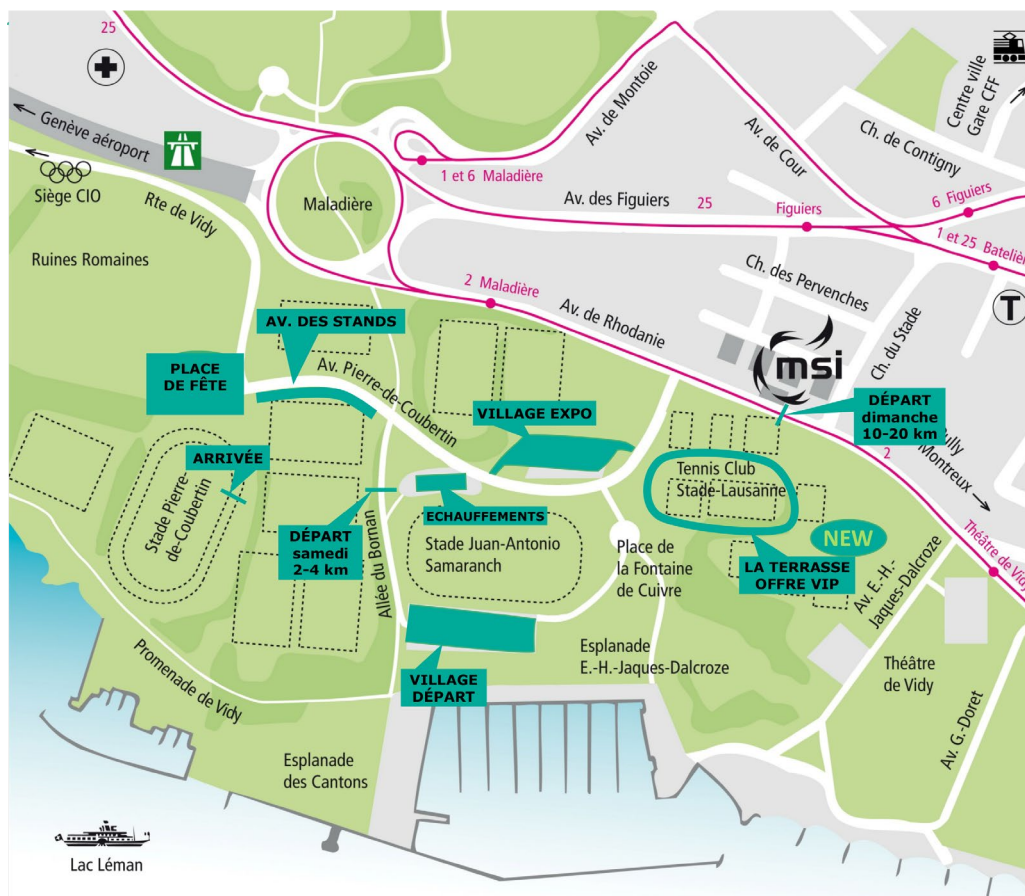 25
Genève aéroport
Siège CIO
Rte de Vidy
Ruines Romaines
Maladière
1 et 6 Maladière
Av. de Montoie
Av. de Cour
Ch. de Contigny
Centre ville
Gare CFF
Av. des Figuiers
25
Figuiers
6 Figuiers
1 et 25 Batelièr
T
2 Maladière
Av. de Rhodanie
Ch. des Pervenches
Ch. du Stade
msi
AV. DES STANDS
PLACE
DE FÊTE
Av. Pierre-de-Coubertin
VILLAGE EXPO
DÉPART
dimanche
10-20 km
ully
Montreux
2
ARRIVÉE
Stade Pierre-
de-Coubertin
DÉPART
samedi
2-4 km
ECHAUFFEMENTS
Stade Juan-Antonio
Samaranch
Allée du Bornan
Tennis Club
Stade-Lausanne
NEW
LA TERRASSE
OFFRE VIP
Place de
la Fontaine
de Cuivre
Av. E.-H.-
Jaques-Dalcroze
Théâtre de Vidy
Promenade de Vidy
VILLAGE
DÉPART
Esplanade
E.-H.-Jaques-Dalcroze
Théâtre
de Vidy
Av. G.-Doret
Esplanade
des Cantons
Lac Léman